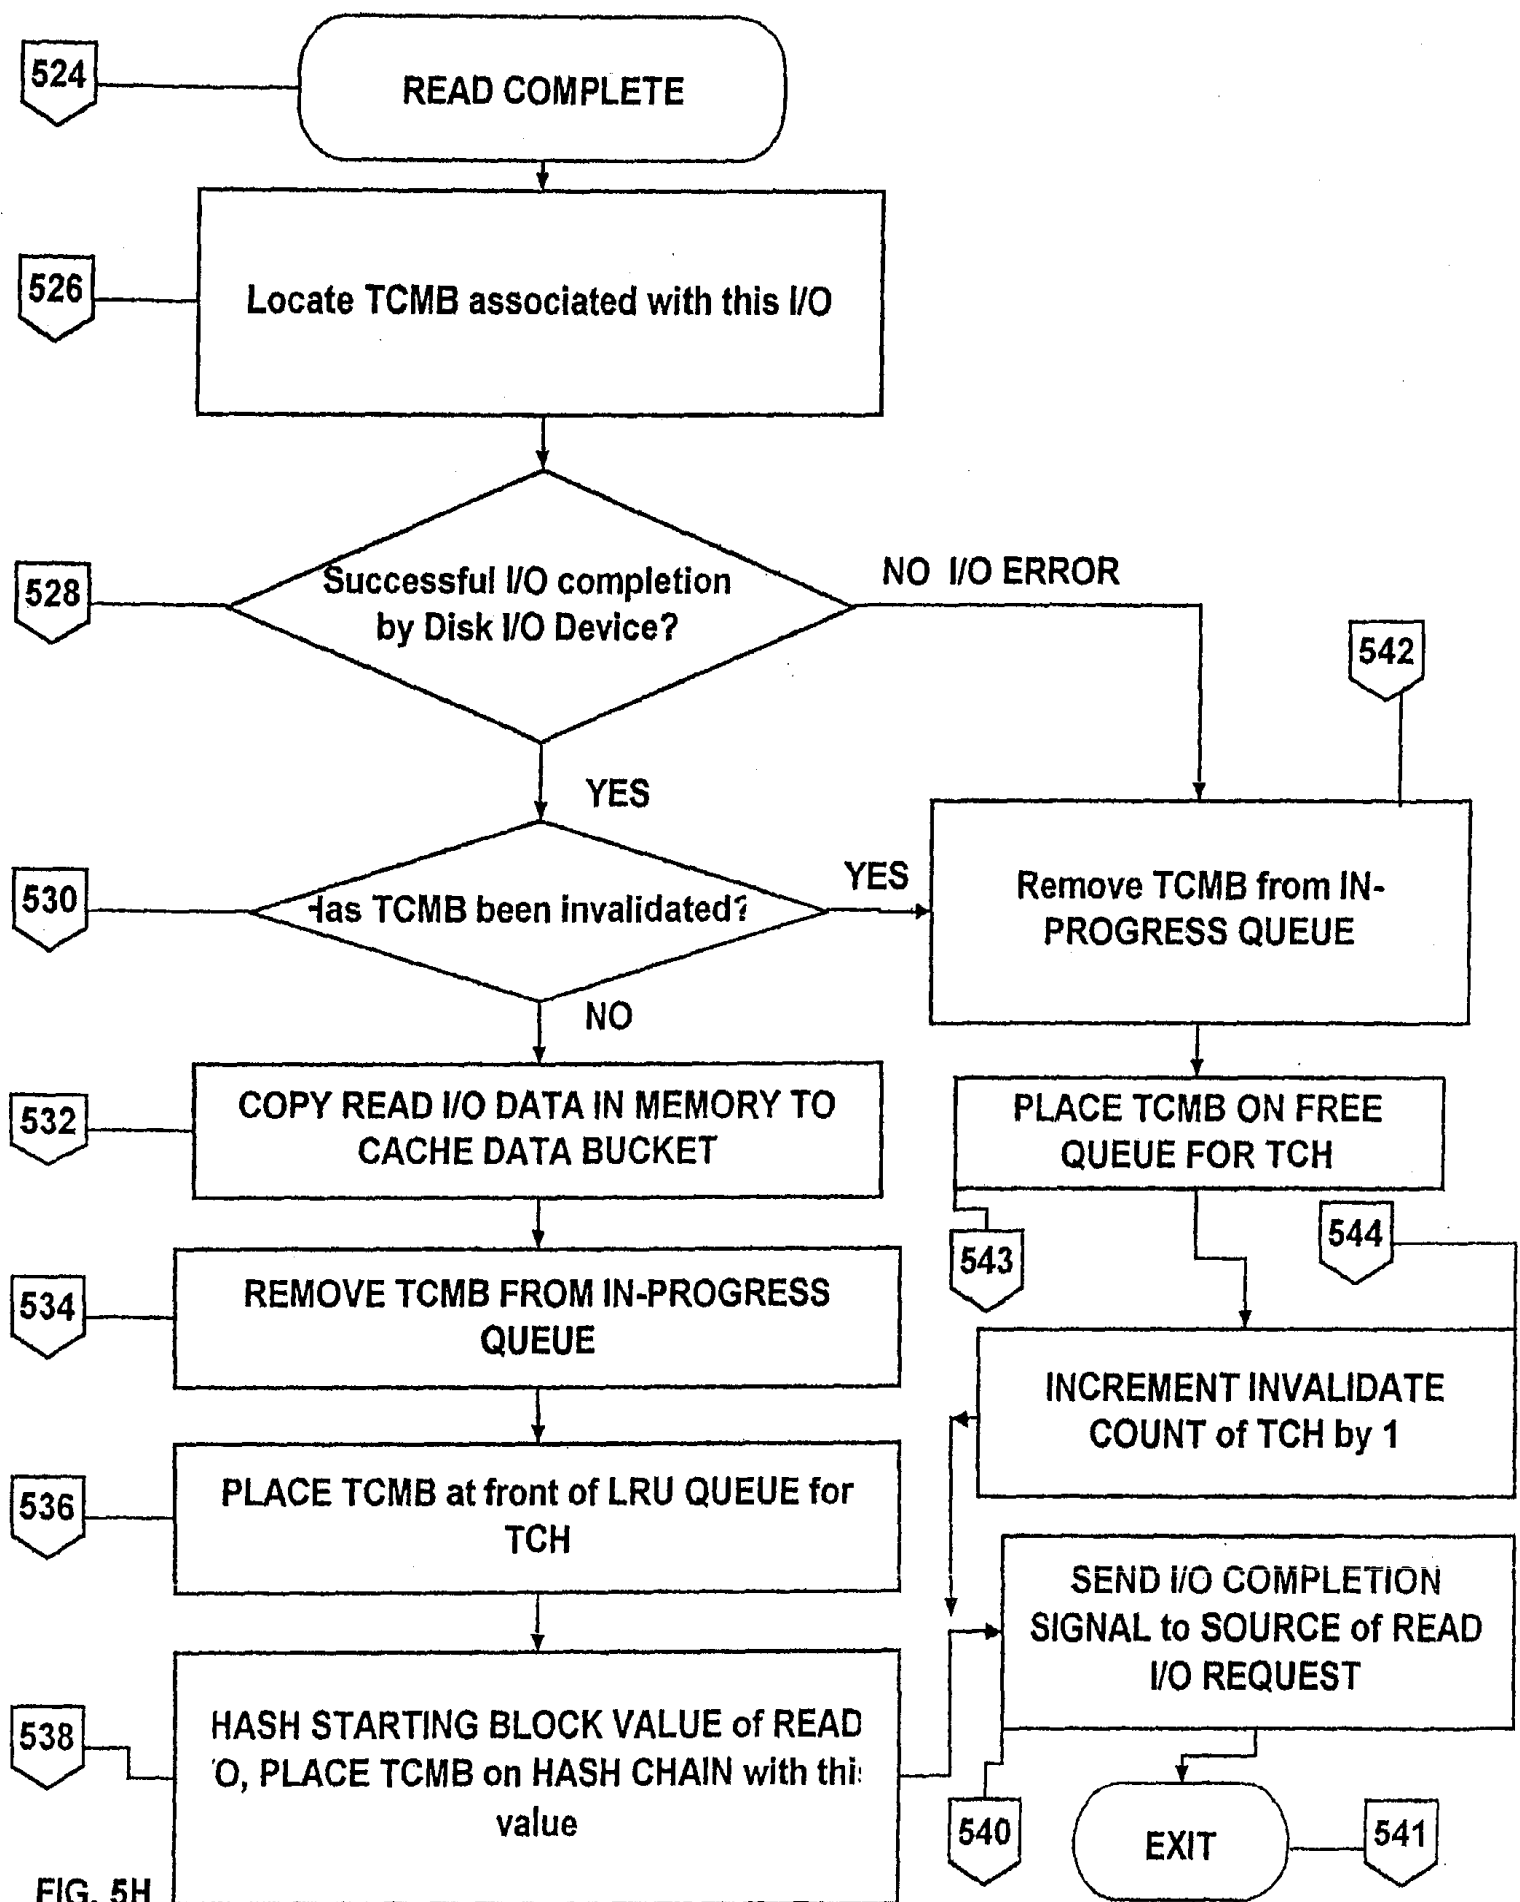 524
READ COMPLETE
526
Locate TCMB associated with this I/O
528
Successful I/O completion
by Disk I/O Device?
NO I/O ERROR
542
YES
530
Has TCMB been invalidated?
YES
Remove TCMB from IN-
PROGRESS QUEUE
NO
532
COPY READ I/O DATA IN MEMORY TO
CACHE DATA BUCKET
PLACE TCMB ON FREE
QUEUE FOR TCH
543
544
534
REMOVE TCMB FROM IN-PROGRESS
QUEUE
INCREMENT INVALIDATE
COUNT of TCH by 1
536
PLACE TCMB at front of LRU QUEUE for
TCH
SEND I/O COMPLETION
SIGNAL to SOURCE of READ
I/O REQUEST
538
HASH STARTING BLOCK VALUE of READ
O, PLACE TCMB on HASH CHAIN with this
value
540
EXIT
541
FIG. 5H